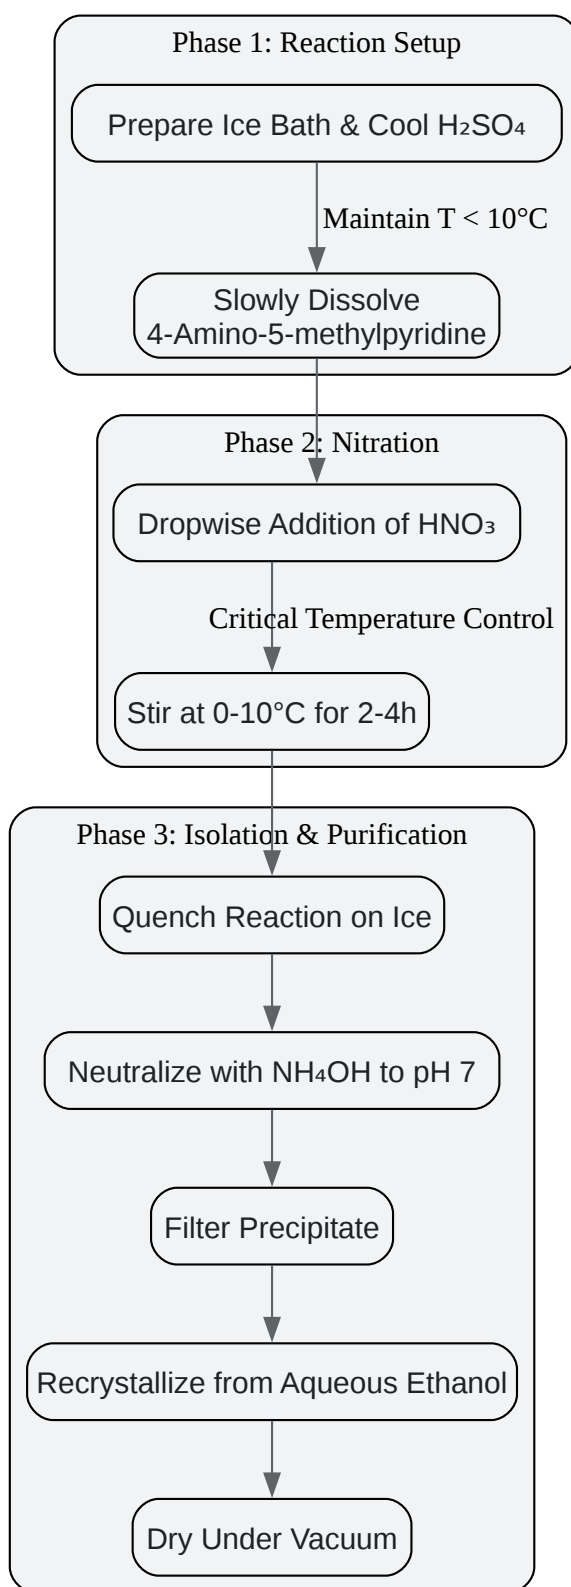 Phase 1: Reaction Setup
Prepare Ice Bath & Cool H₂SO₄
Maintain T < 10°C
Slowly Dissolve
4-Amino-5-methylpyridine
Phase 2: Nitration
Dropwise Addition of HNO₃
Critical Temperature Control
Stir at 0-10°C for 2-4h
Phase 3: Isolation & Purification
Quench Reaction on Ice
Neutralize with NH₄OH to pH 7
Filter Precipitate
Recrystallize from Aqueous Ethanol
Dry Under Vacuum